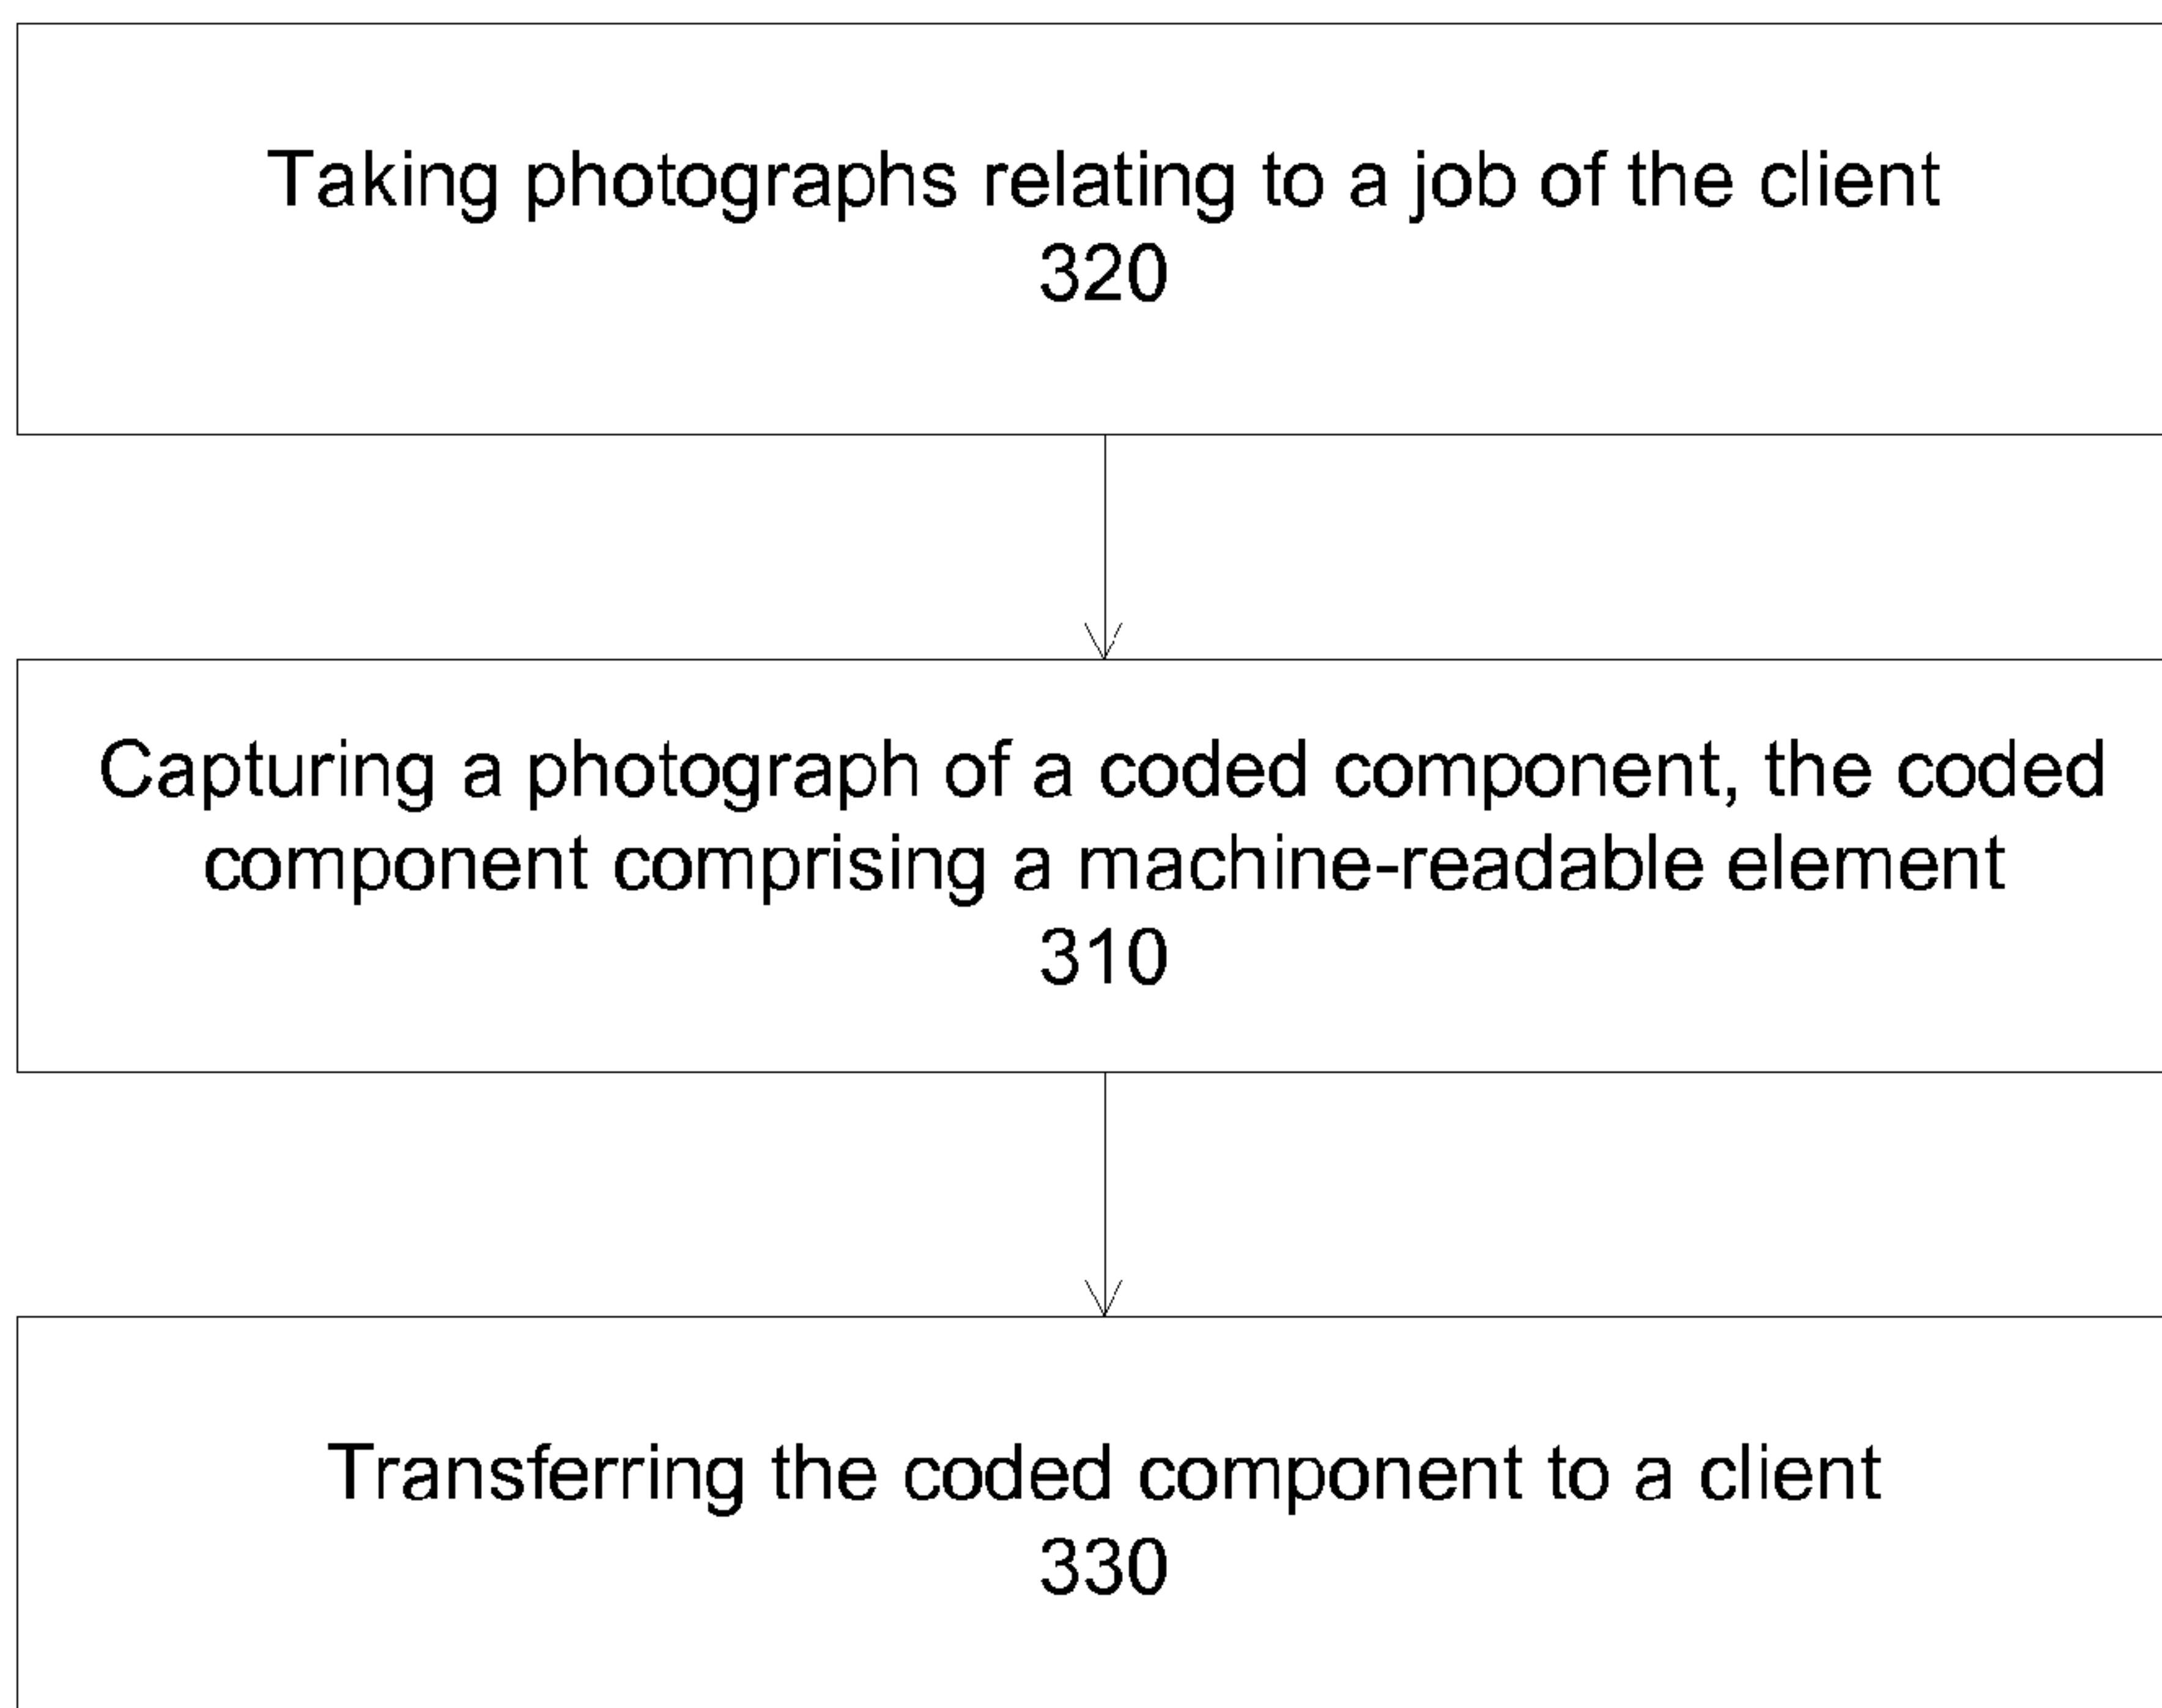 Taking photographs relating to a job of the client
320
Capturing a photograph of a coded component, the coded
component comprising a machine-readable element
310
Transferring the coded component to a client
330